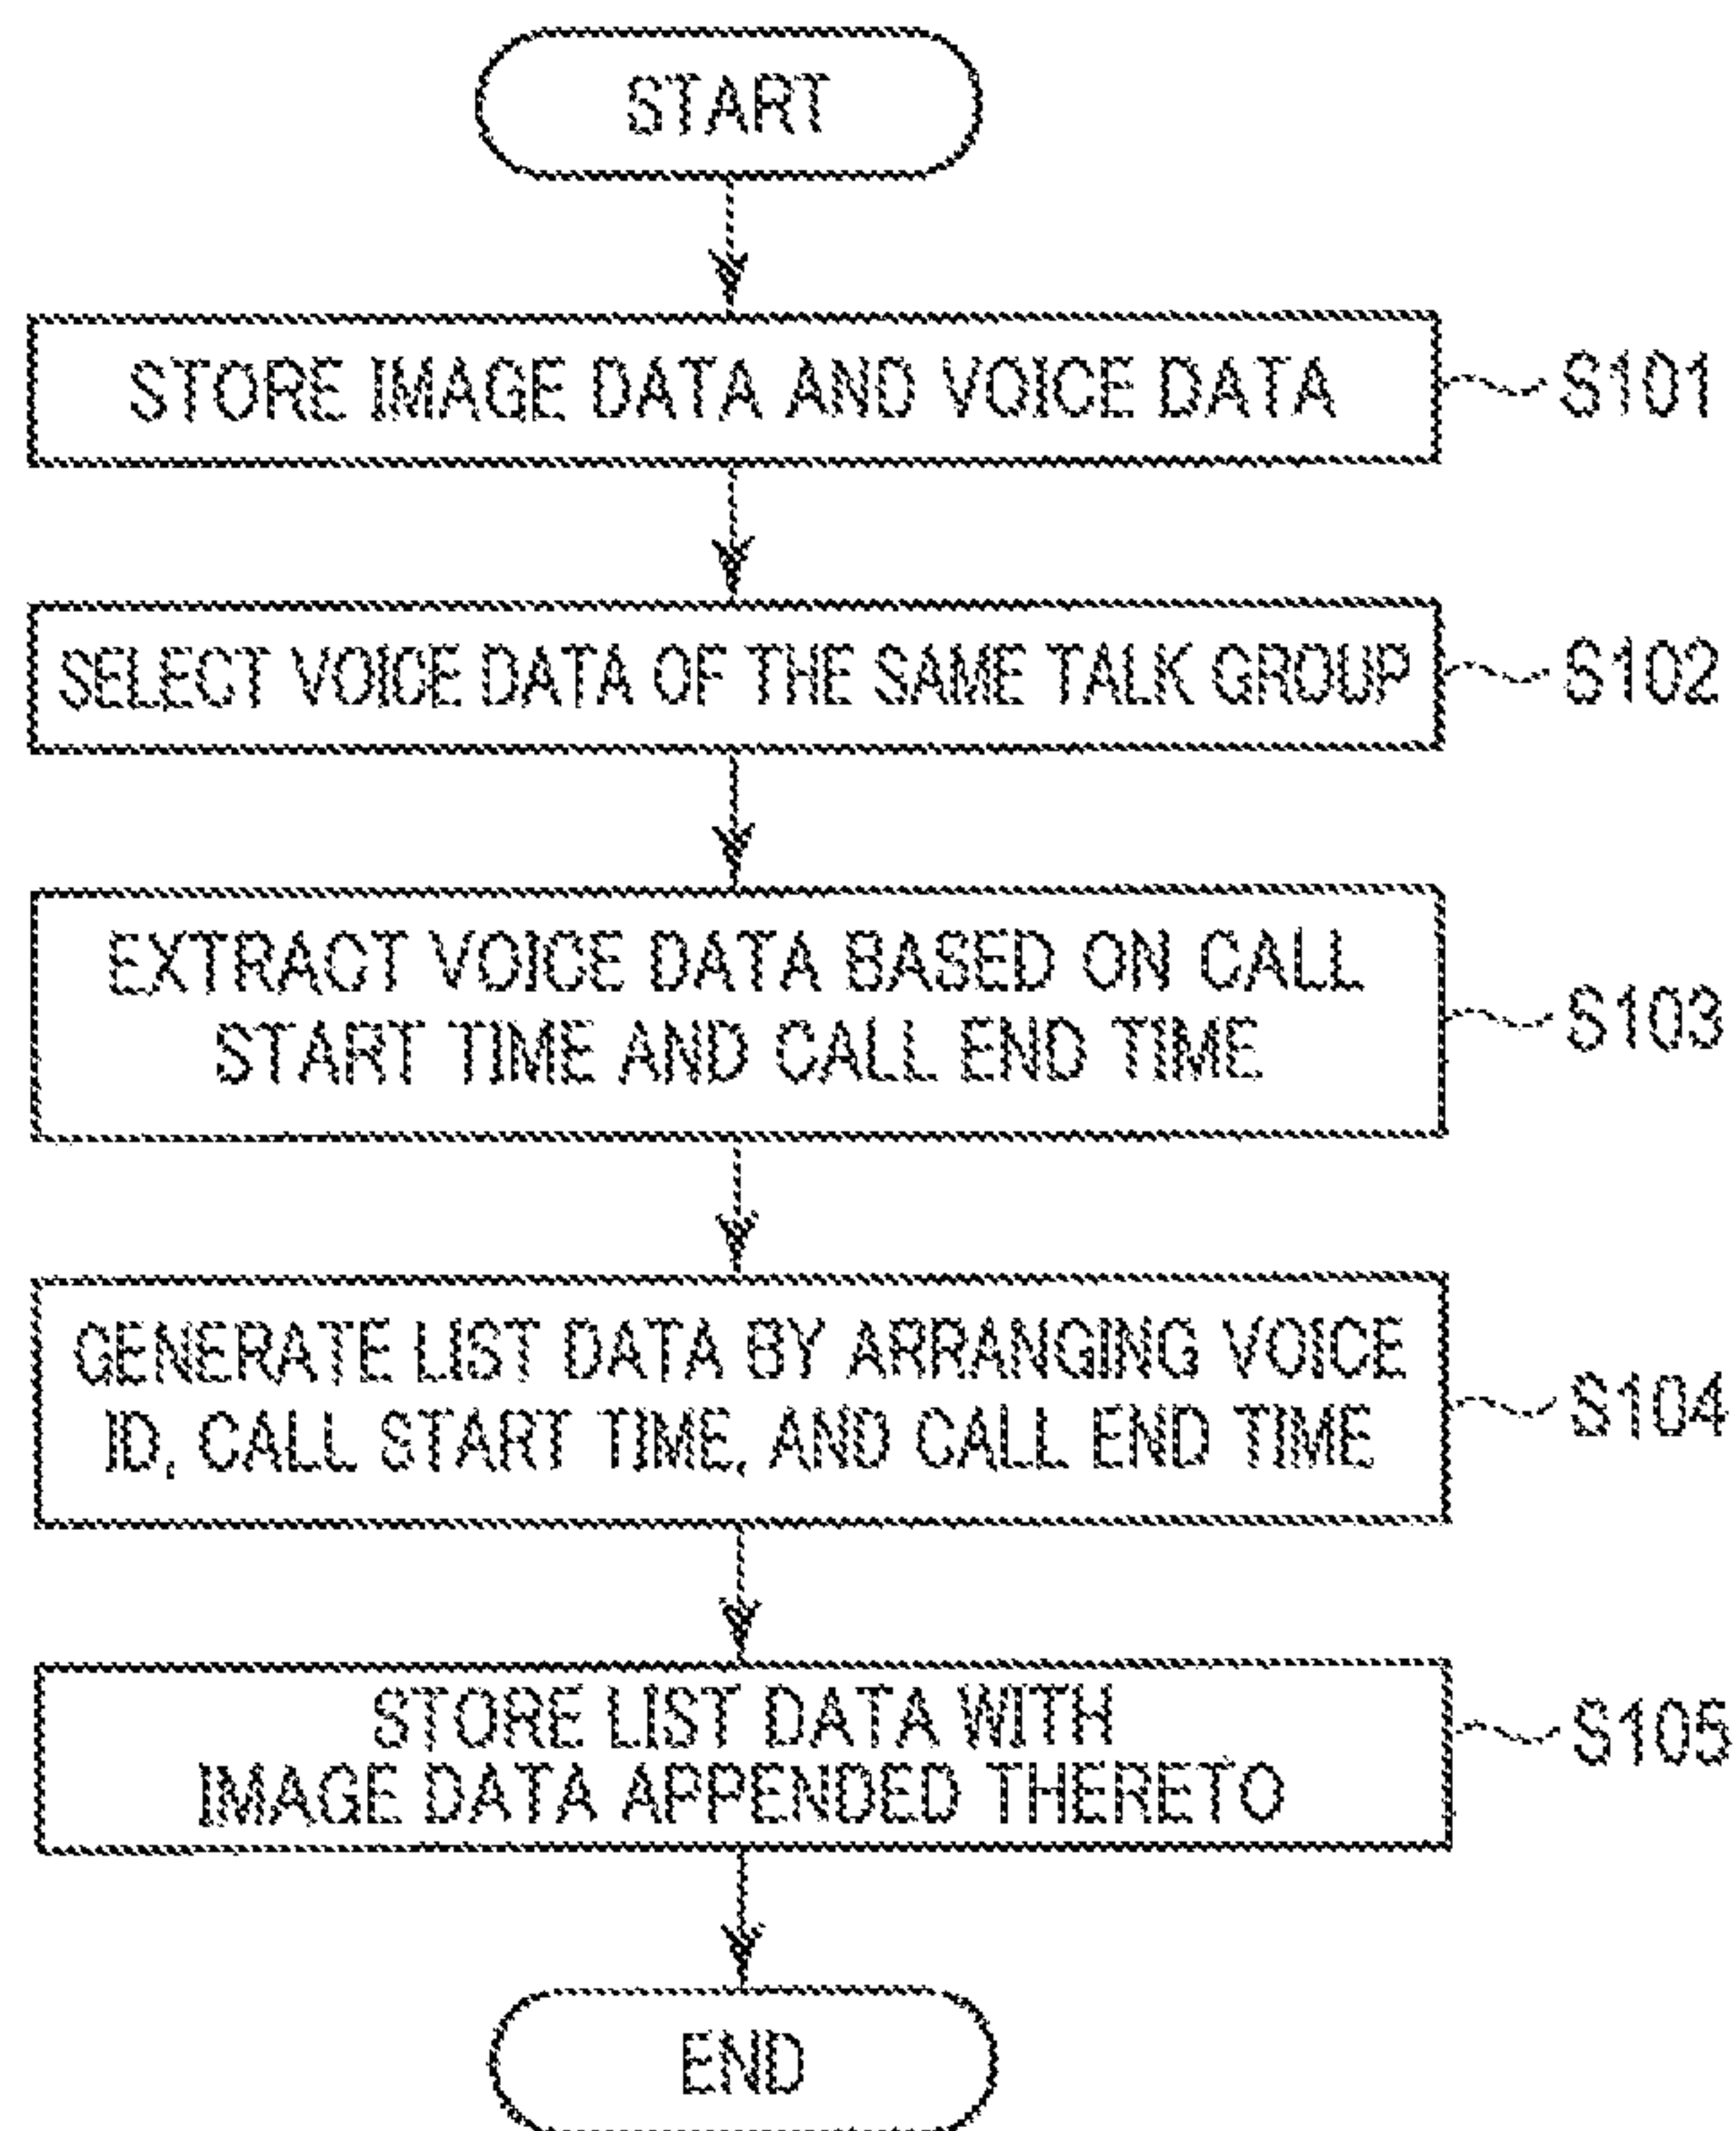 START
STORE IMAGE DATA AND VOICE DATA
S101
SELECT VOICE DATA OF THE SAME TALK GROUP
S102
EXTRACT VOICE DATA BASED ON CALL
START TIME AND CALL END TIME
S103
GENERATE LIST DATA BY ARRANGING VOICE
ID, CALL START TIME, AND CALL END TIME
S104
STORE LIST DATA WITH
IMAGE DATA APPENDED THERETO
S105
END